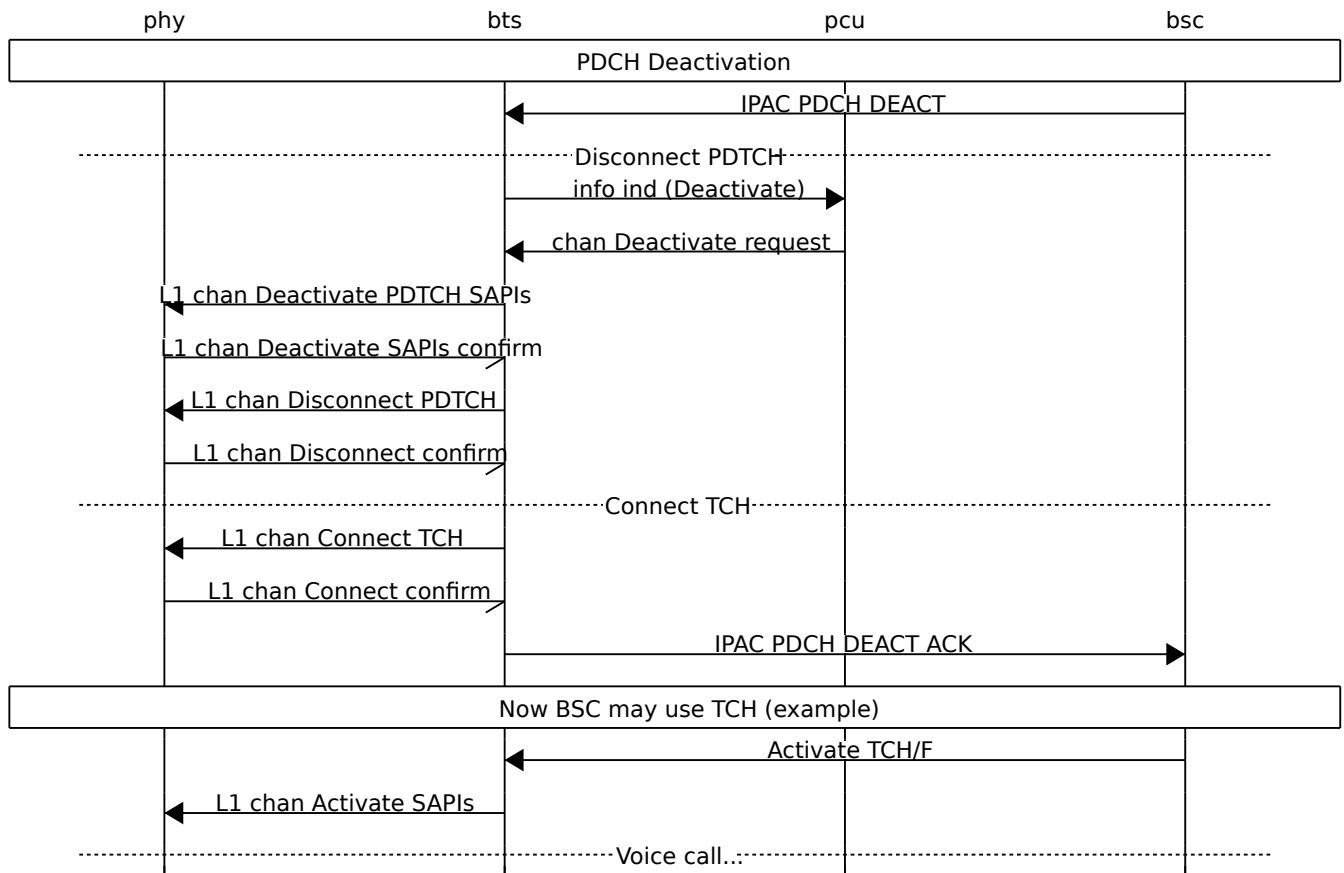 phy bts pcu bsc
PDCH Deactivation
IPAC PDCH DEACT
Disconnect PDTCH
info ind (Deactivate)
chan Deactivate request
L1 chan Deactivate PDTCH SAPIs
L1 chan Deactivate SAPIs confirm
L1 chan Disconnect PDTCH
L1 chan Disconnect confirm
Connect TCH
L1 chan Connect TCH
L1 chan Connect confirm
IPAC PDCH DEACT ACK
Now BSC may use TCH (example)
Activate TCH/F
L1 chan Activate SAPIs
Voice call...